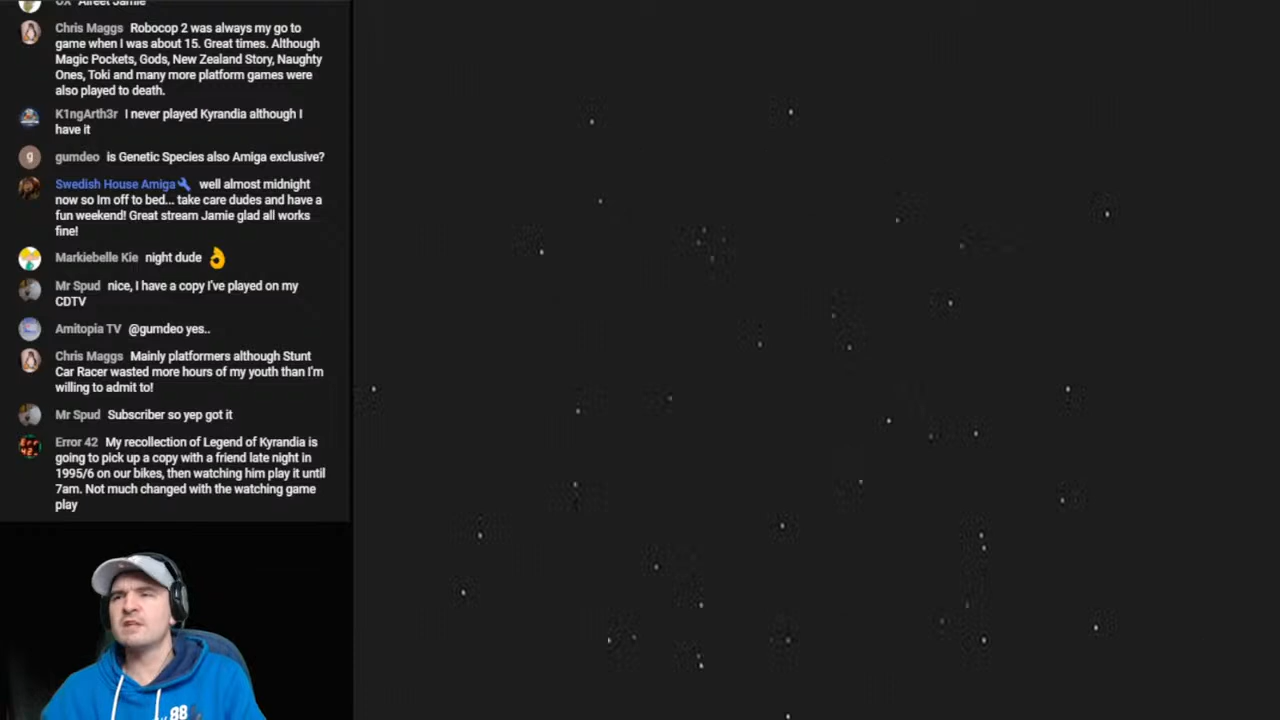 Chris Maggs Robocop 2 was always my go to
game when I was about 15. Great times. Although
Magic Pockets, Gods, New Zealand Story, Naughty
Ones, Toki and many more platform games were
also played to death.
K1ngArth3r I never played Kyrandia although I
have it
g gumdeo is Genetic Species also Amiga exclusive?
Swedish House Amiga well almost midnight
now so Im off to bed... take care dudes and have a
fun weekend! Great stream Jamie glad all works
fine!
Markiebelle Kie night dude 👌
Mr Spud nice, I have a copy I've played on my
CDTV
Amitopia TV @gumdeo yes..
Chris Maggs Mainly platformers although Stunt
Car Racer wasted more hours of my youth than I'm
willing to admit to!
Mr Spud Subscriber so yep got it
Error 42 My recollection of Legend of Kyrandia is
going to pick up a copy with a friend late night in
1995/6 on our bikes, then watching him play it until
7am. Not much changed with the watching game
play
88